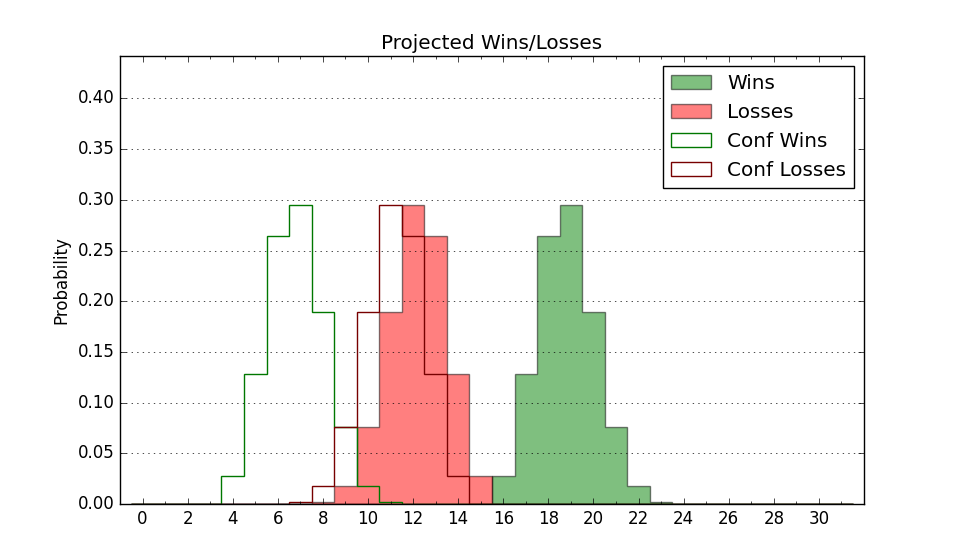 Projected Wins/Losses
Wins
Losses
Conf Wins
Conf Losses
Probability
0.40
0.35
0.30
0.25
0.20
0.15
0.10
0.05
0.00
0 2 4 6 8 10 12 14 16 18 20 22 24 26 28 30